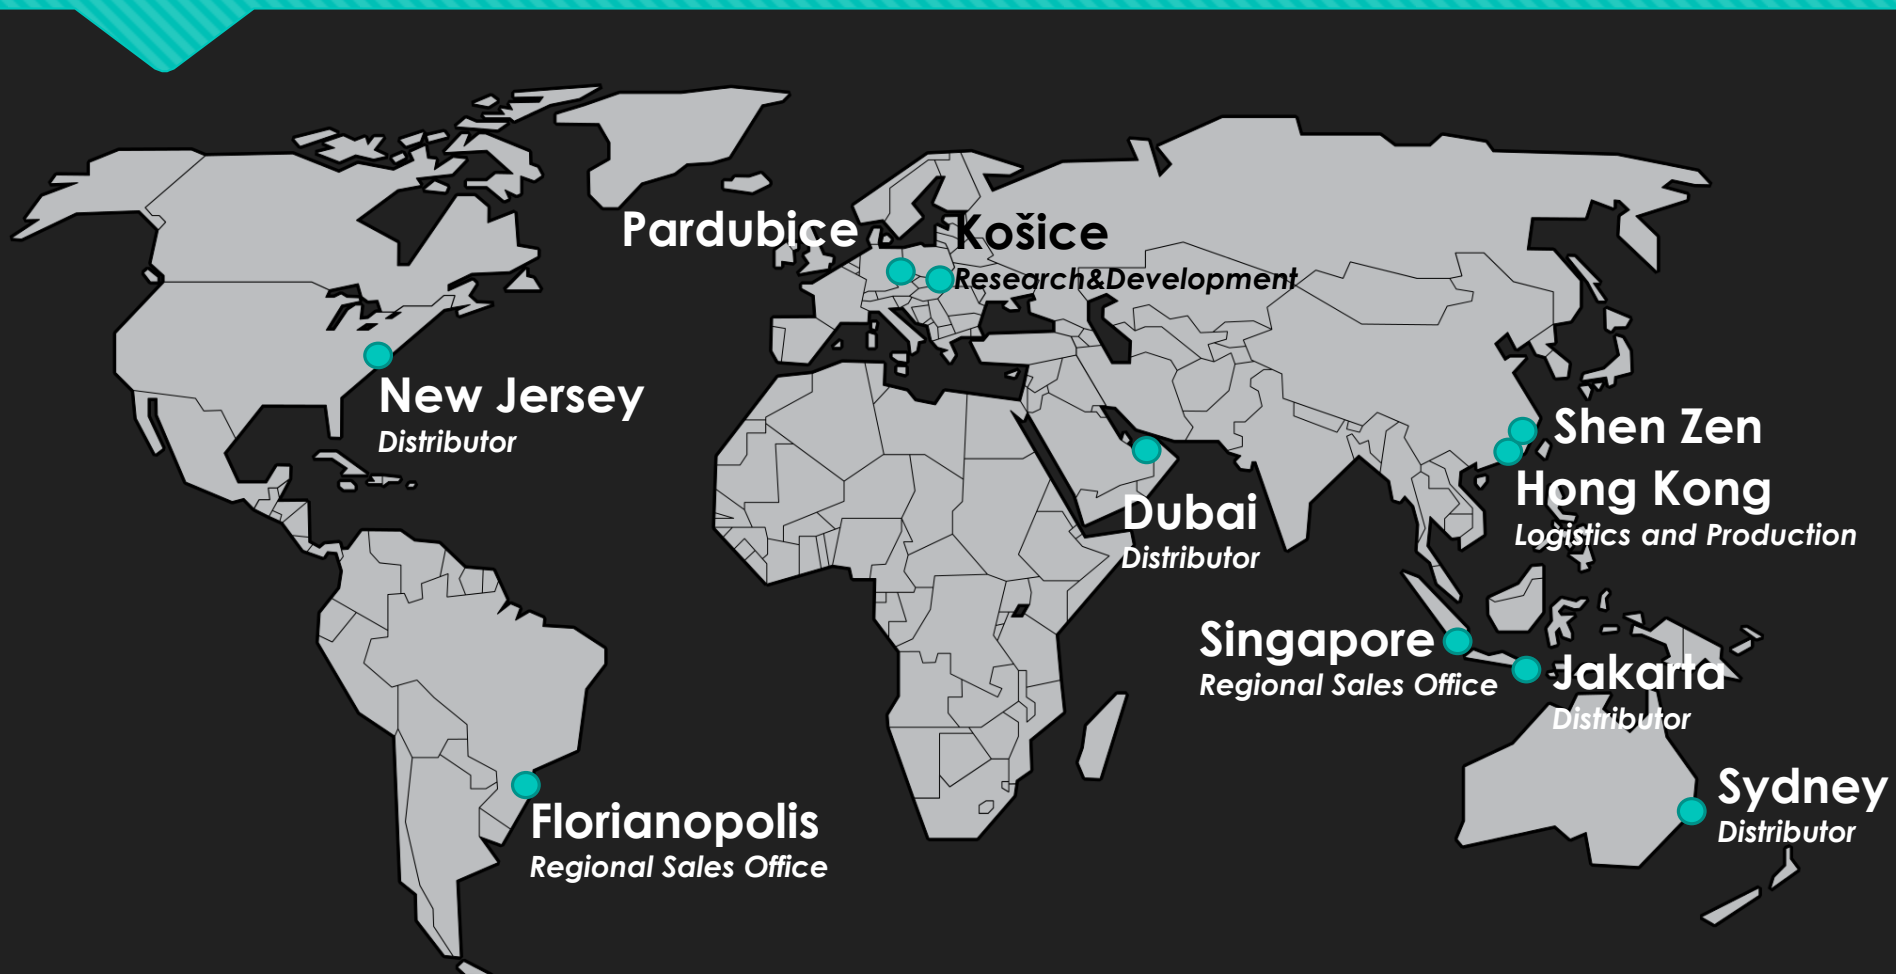 Pardubice
Košice
Research&Development
New Jersey
Distributor
Shen Zen
Hong Kong
Logistics and Production
Dubai
Distributor
Singapore
Regional Sales Office
Jakarta
Distributor
Sydney
Distributor
Florianopolis
Regional Sales Office